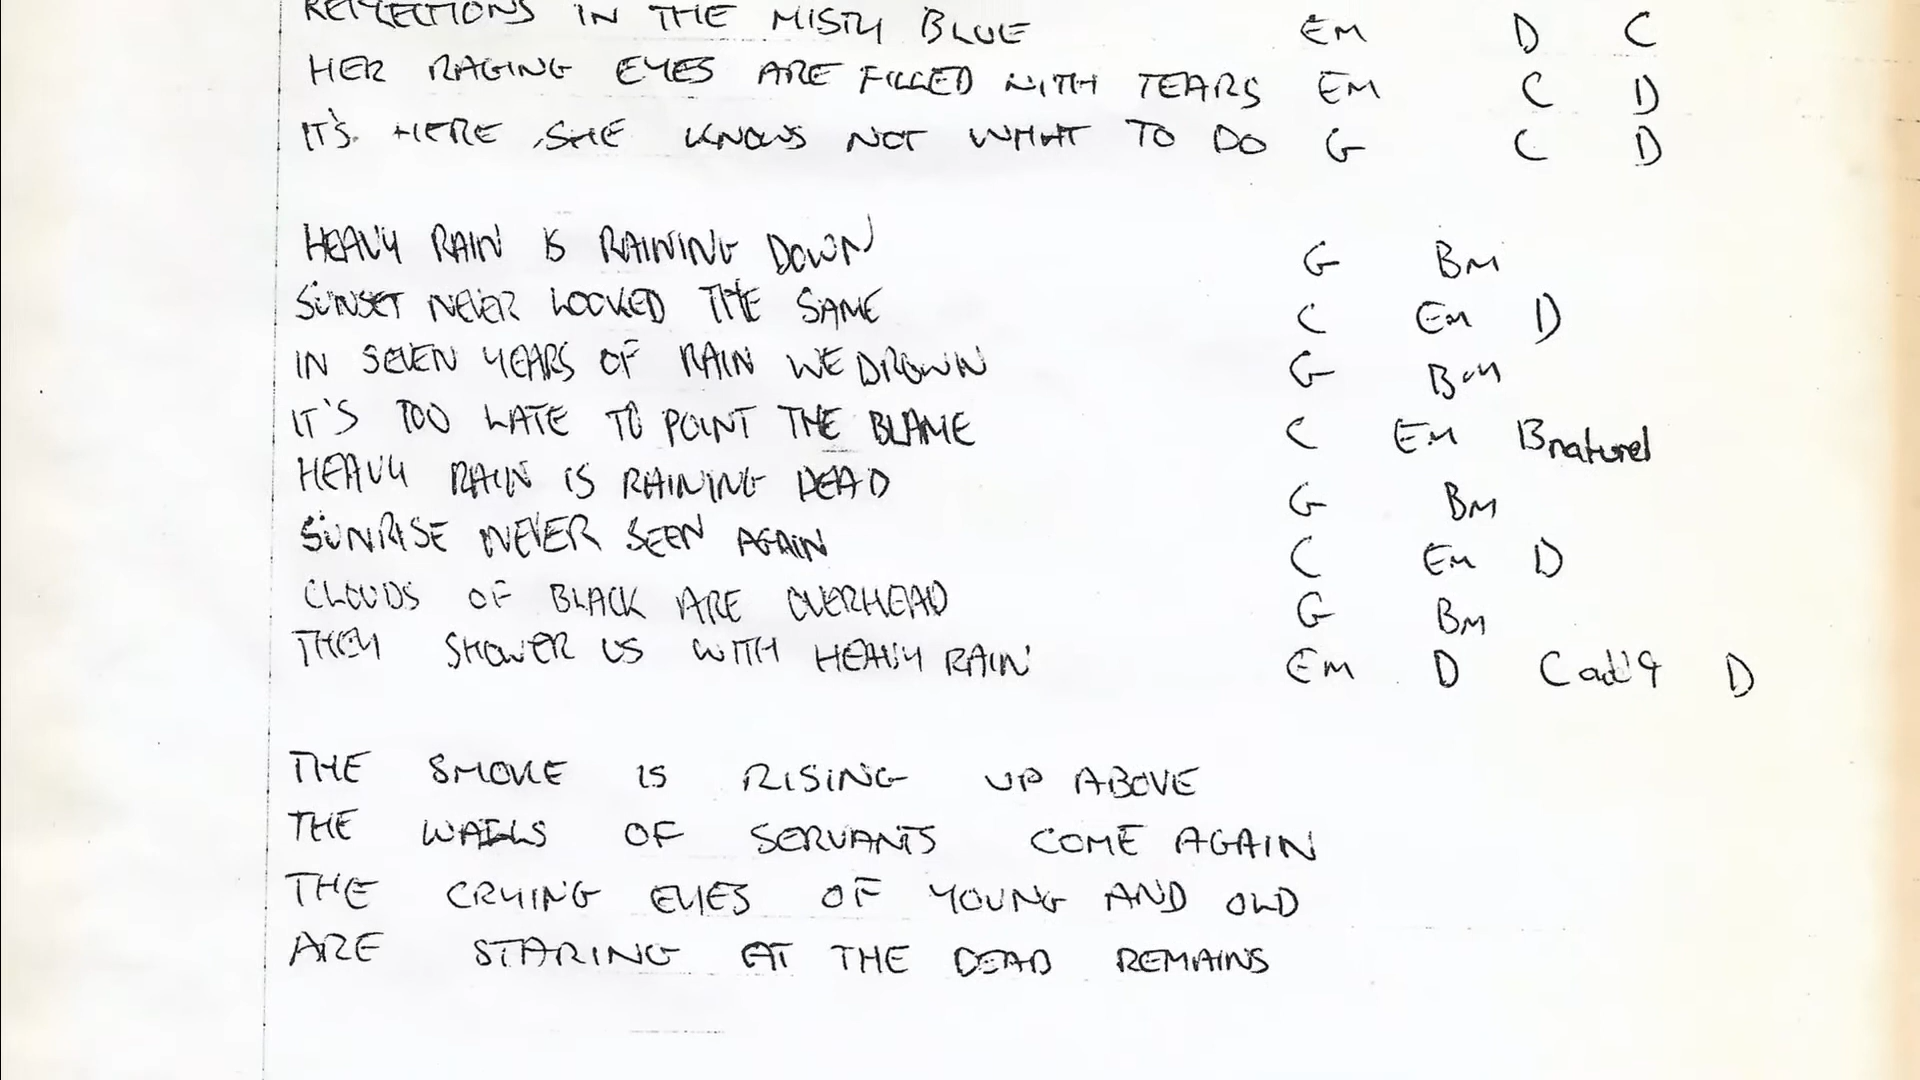 REFLECTIONS IN THE MISTY BLUE EM D C
HER RAGING EYES ARE FILLED WITH TEARS EM C D
IT'S HERE SHE KNOWS NOT WHAT TO DO G C D
HEAVY RAIN IS RAINING DOWN G BM
SUNSET NEVER LOOKED THE SAME C EM D
IN SEVEN YEARS OF RAIN WE DROWN G BM
IT'S TOO LATE TO POINT THE BLAME C EM Bnaturel
HEAVY RAIN IS RAINING DEAD G BM
SUNRISE NEVER SEEN AGAIN C EM D
CLOUDS OF BLACK ARE OVERHEAD G BM
THEY SHOWER US WITH HEAVY RAIN EM D Cadd9 D
THE SMOKE IS RISING UP ABOVE
THE WAILS OF SERVANTS COME AGAIN
THE CRYING EYES OF YOUNG AND OLD
ARE STARING AT THE DEAD REMAINS